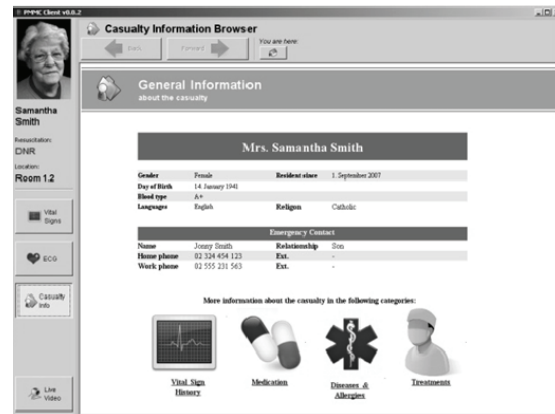 PMMC Client v0.0.2
Casualty Information Browser
Back
Forward
You are here:
General Information
about the casualty
Samantha
Smith
Resuscitation:
DNR
Location:
Room 1.2
Vital
Signs
ECG
Casualty
Info
Live
Video
Mrs. Samantha Smith
Gender Female Resident since 1. September 2007
Day of Birth 14. January 1941
Blood type A+
Languages English Religion Catholic
Emergency Contact
Name Jonny Smith Relationship Son
Home phone 02 324 454 123 Ext. -
Work phone 02 555 231 563 Ext. -
More information about the casualty in the following categories:
Vital Sign
History
Medication
Diseases &
Allergies
Treatments